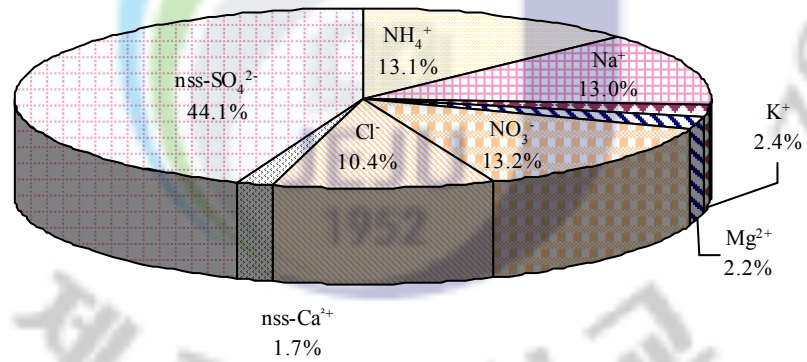 NH₄⁺
13.1%
Na⁺
13.0%
K⁺
2.4%
Mg²⁺
2.2%
NO₃⁻
13.2%
Cl⁻
10.4%
nss-Ca²⁺
1.7%
nss-SO₄²⁻
44.1%
JEJU
1952